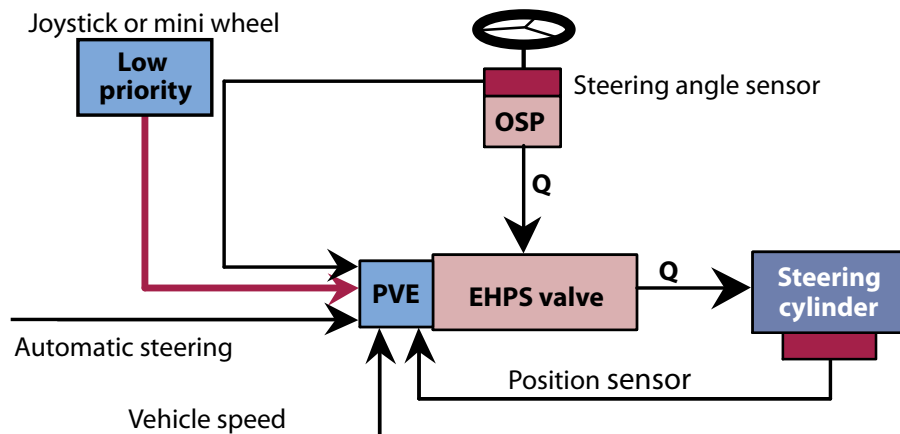 Joystick or mini wheel
Low
priority
Steering angle sensor
OSP
Q
PVE
EHPS valve
Q
Steering
cylinder
Automatic steering
Position sensor
Vehicle speed